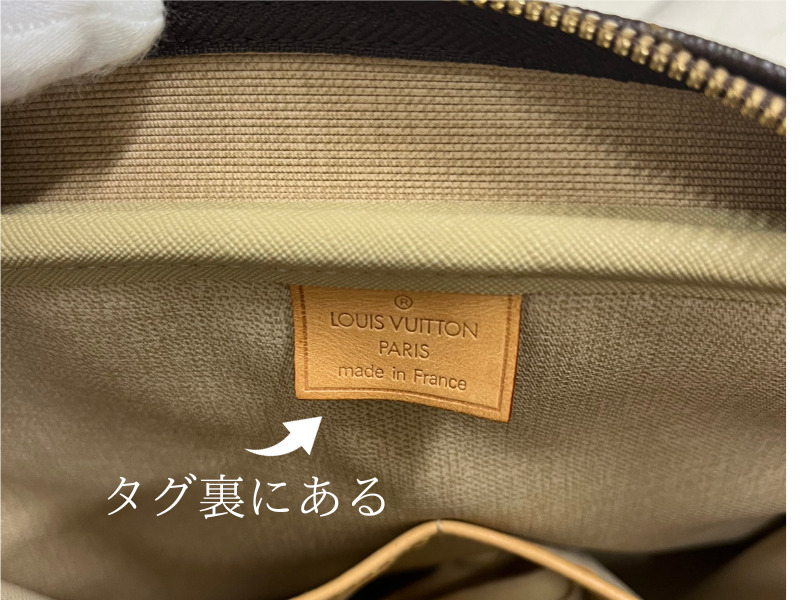 ®
LOUIS VUITTON
PARIS
made in France
タグ裏にある